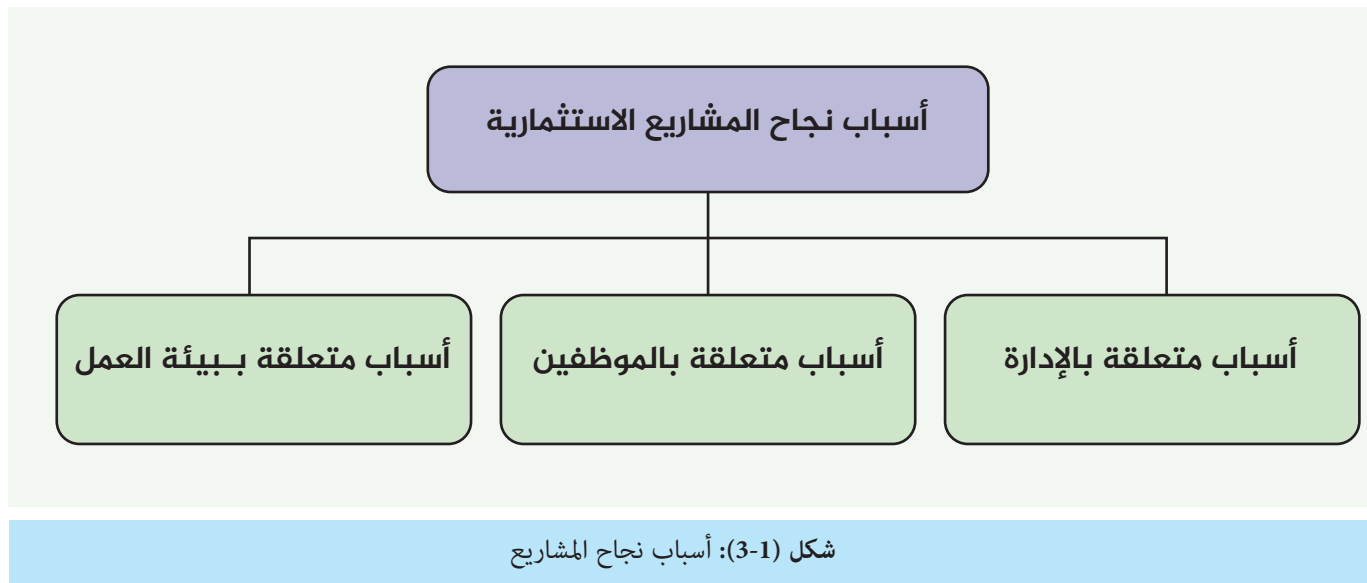 أسباب نجاح المشاريع الاستثمارية
أسباب متعلقة بالإدارة
أسباب متعلقة بالموظفين
أسباب متعلقة بــبيئة العمل
شكل (1-3): أسباب نجاح المشاريع